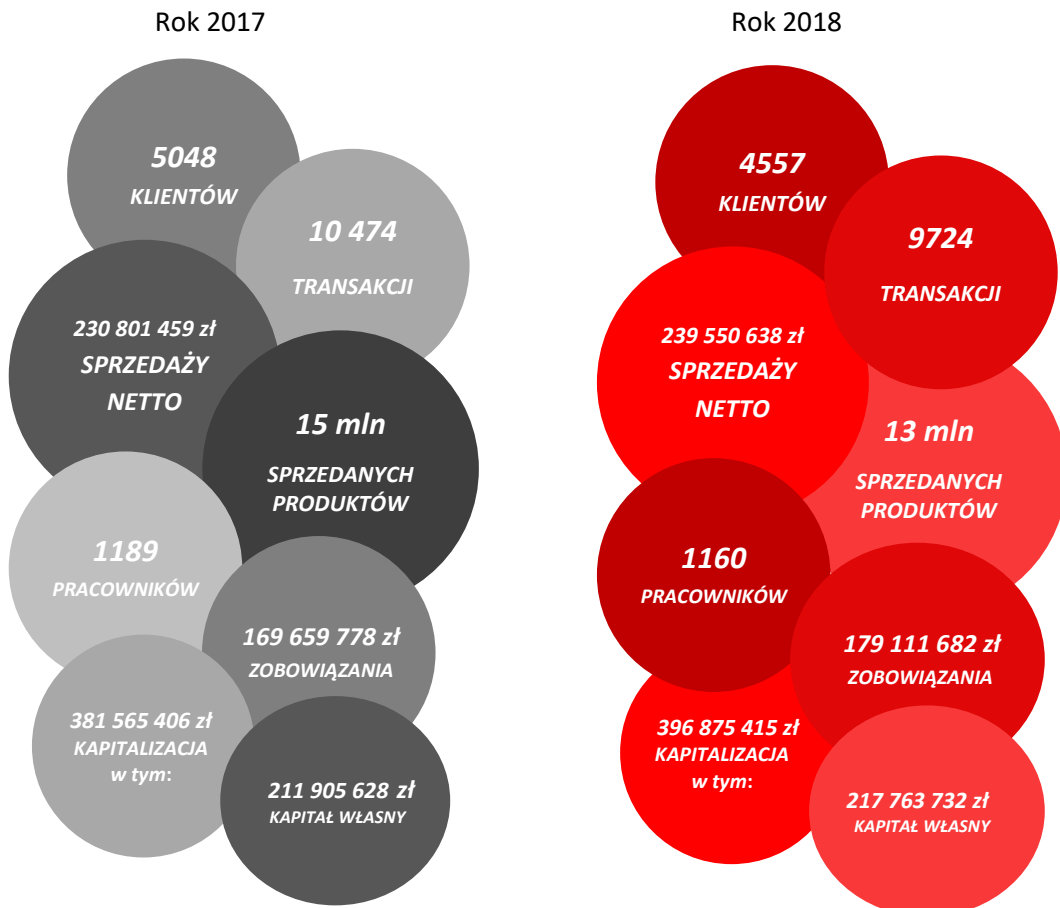 Rok 2017
5048
KLIENTÓW
10 474
TRANSAKCJI
230 801 459 zł
SPRZEDAŻY
NETTO
15 mln
SPRZEDANYCH
PRODUKTÓW
1189
PRACOWNIKÓW
169 659 778 zł
ZOBOWIĄZANIA
381 565 406 zł
KAPITALIZACJA
w tym:
211 905 628 zł
KAPITAŁ WŁASNY
Rok 2018
4557
KLIENTÓW
9724
TRANSAKCJI
239 550 638 zł
SPRZEDAŻY
NETTO
13 mln
SPRZEDANYCH
PRODUKTÓW
1160
PRACOWNIKÓW
179 111 682 zł
ZOBOWIĄZANIA
396 875 415 zł
KAPITALIZACJA
w tym:
217 763 732 zł
KAPITAŁ WŁASNY